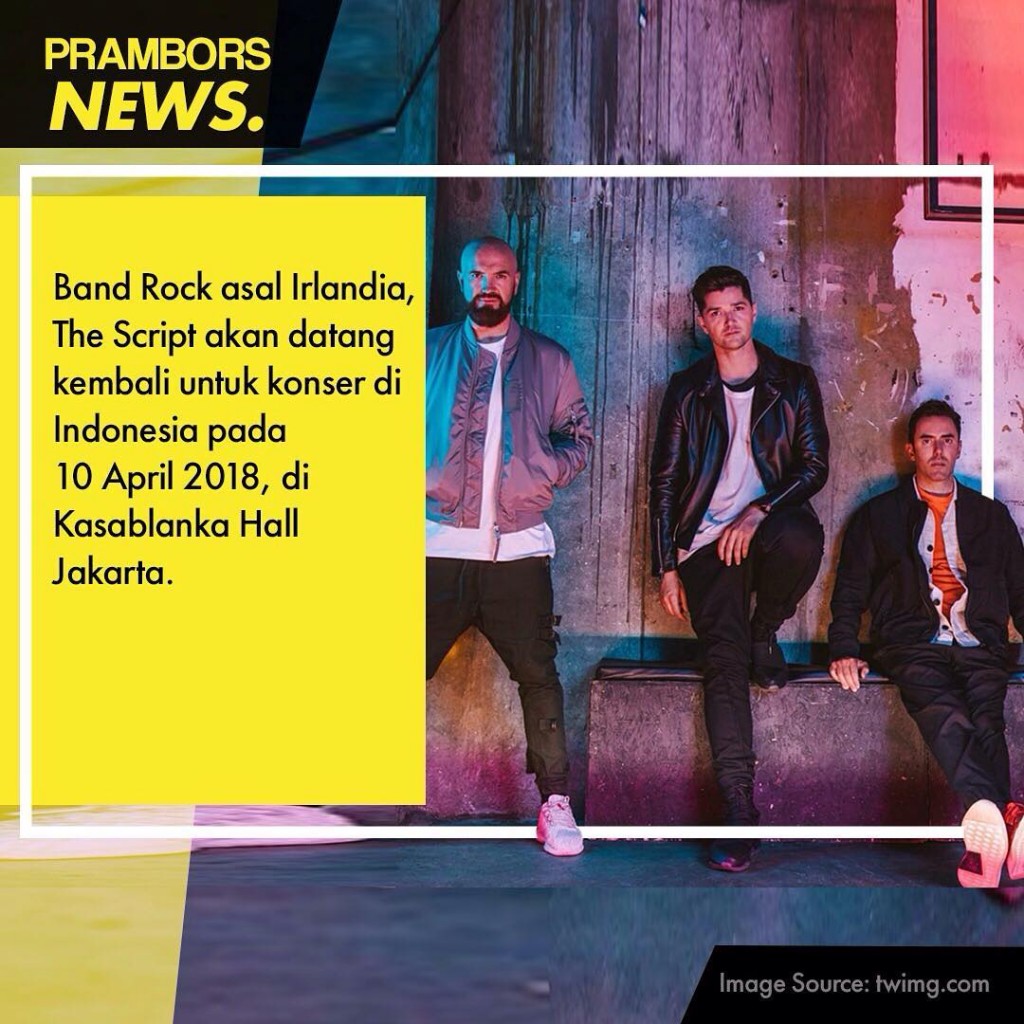 PRAMBORS
NEWS.
Band Rock asal Irlandia,
The Script akan datang
kembali untuk konser di
Indonesia pada
10 April 2018, di
Kasablanka Hall
Jakarta.
Image Source: twimg.com